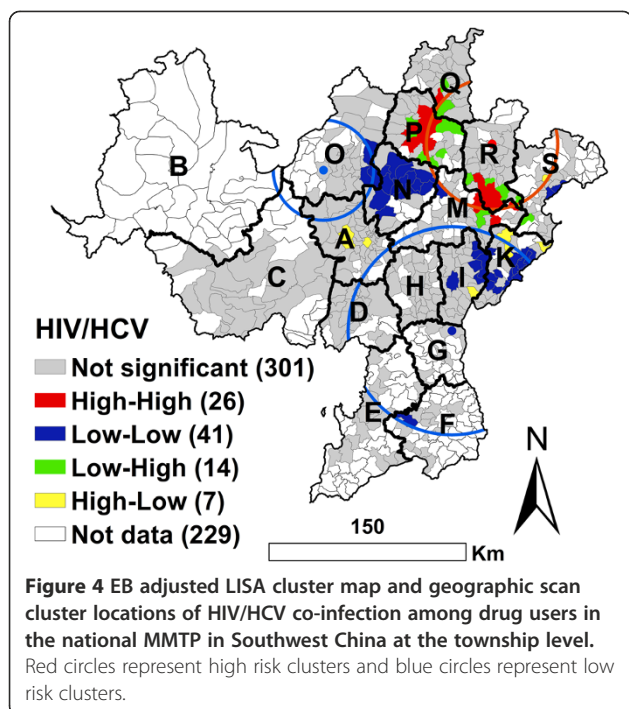 Q
P
R
O
S
B
N
M
A
K
C
I
H
D
G
E
F
HIV/HCV
Not significant (301)
High-High (26)
Low-Low (41)
Low-High (14)
High-Low (7)
Not data (229)
N
150
Km
Figure 4 EB adjusted LISA cluster map and geographic scan
cluster locations of HIV/HCV co-infection among drug users in
the national MMTP in Southwest China at the township level.
Red circles represent high risk clusters and blue circles represent low
risk clusters.